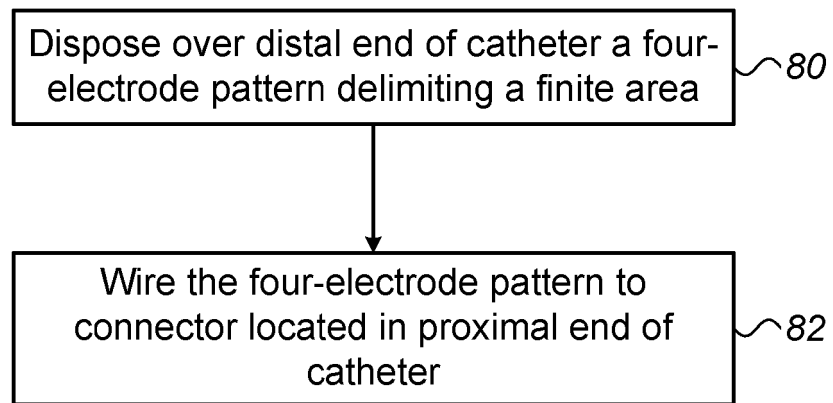 Dispose over distal end of catheter a four-
electrode pattern delimiting a finite area
80
Wire the four-electrode pattern to
connector located in proximal end of
catheter
82